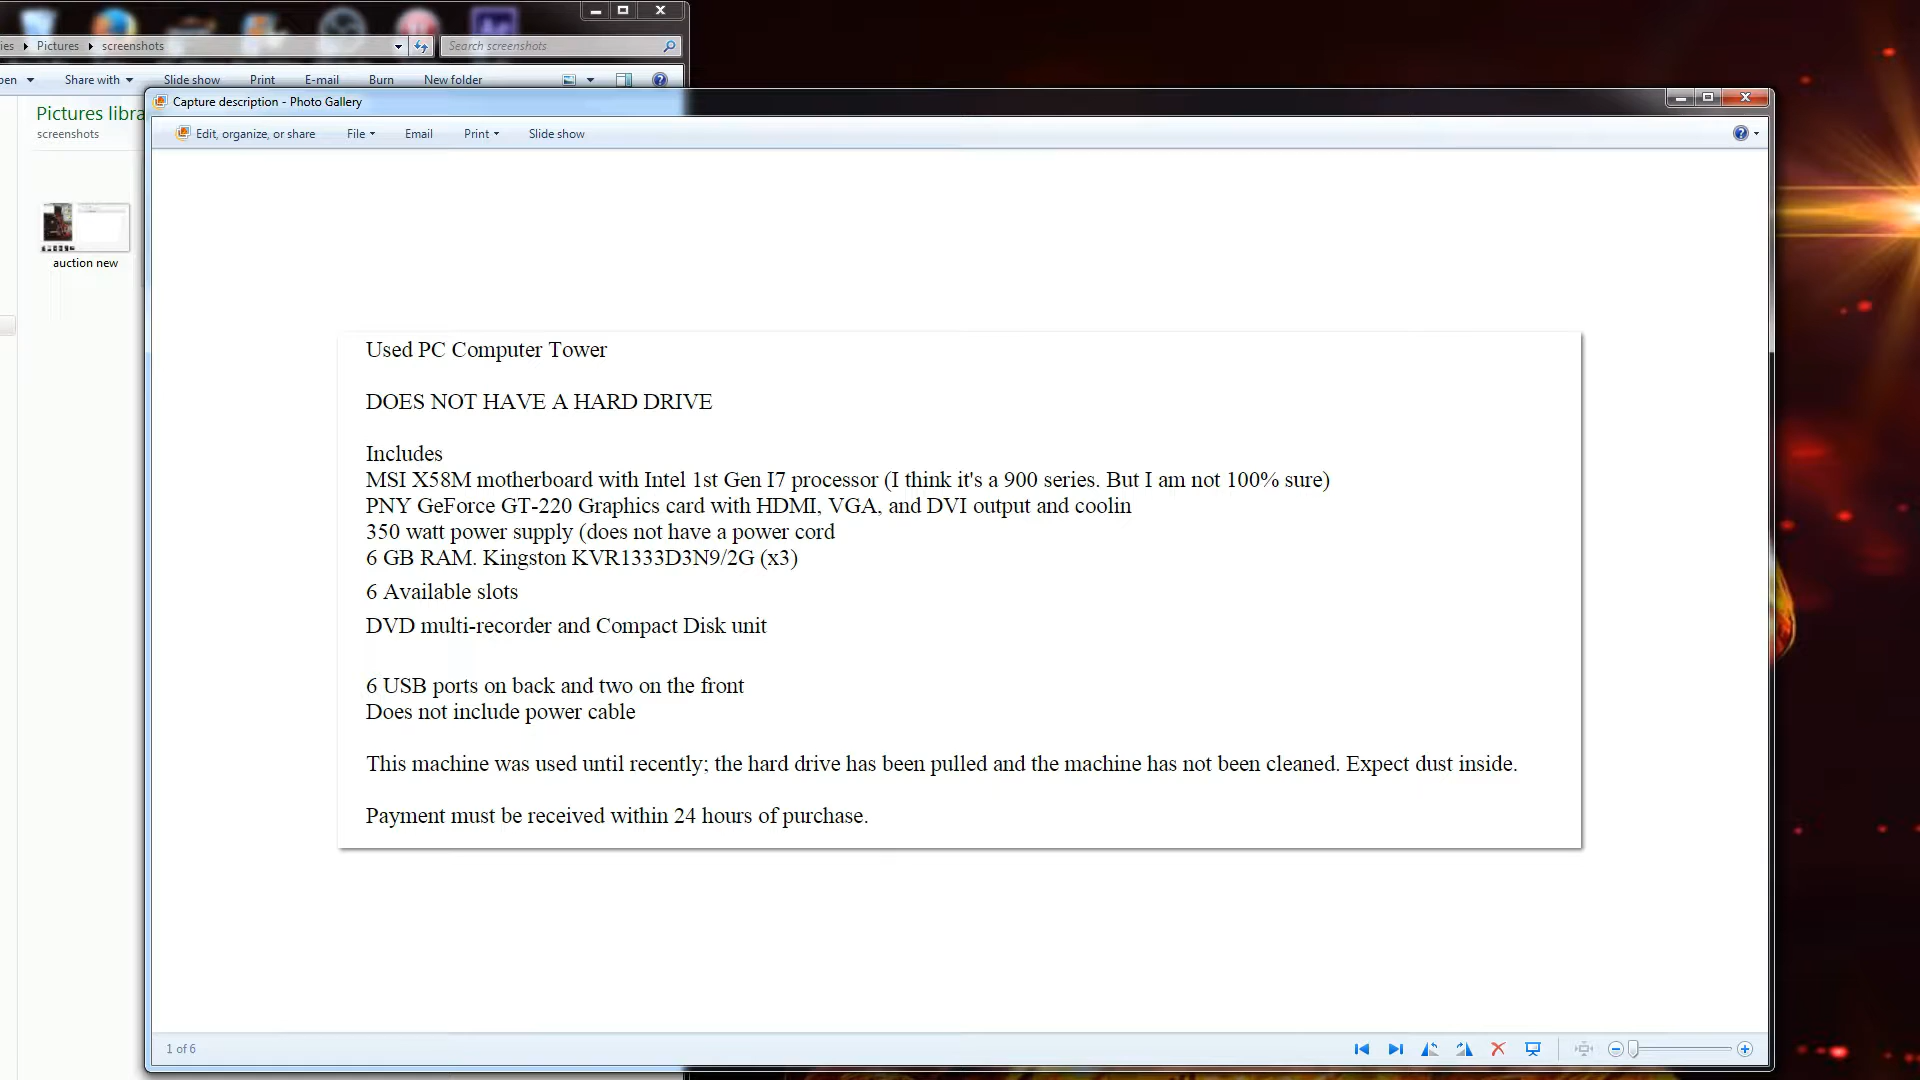 Pictures
screenshots
Search screenshots
Share with
Slide show
Print
E-mail
Burn
New folder
Pictures libra
screenshots
auction new
Capture description - Photo Gallery
Edit, organize, or share
File
Email
Print
Slide show
Used PC Computer Tower
DOES NOT HAVE A HARD DRIVE
Includes
MSI X58M motherboard with Intel 1st Gen I7 processor (I think it's a 900 series. But I am not 100% sure)
PNY GeForce GT-220 Graphics card with HDMI, VGA, and DVI output and coolin
350 watt power supply (does not have a power cord
6 GB RAM. Kingston KVR1333D3N9/2G (x3)
6 Available slots
DVD multi-recorder and Compact Disk unit
6 USB ports on back and two on the front
Does not include power cable
This machine was used until recently; the hard drive has been pulled and the machine has not been cleaned. Expect dust inside.
Payment must be received within 24 hours of purchase.
1 of 6